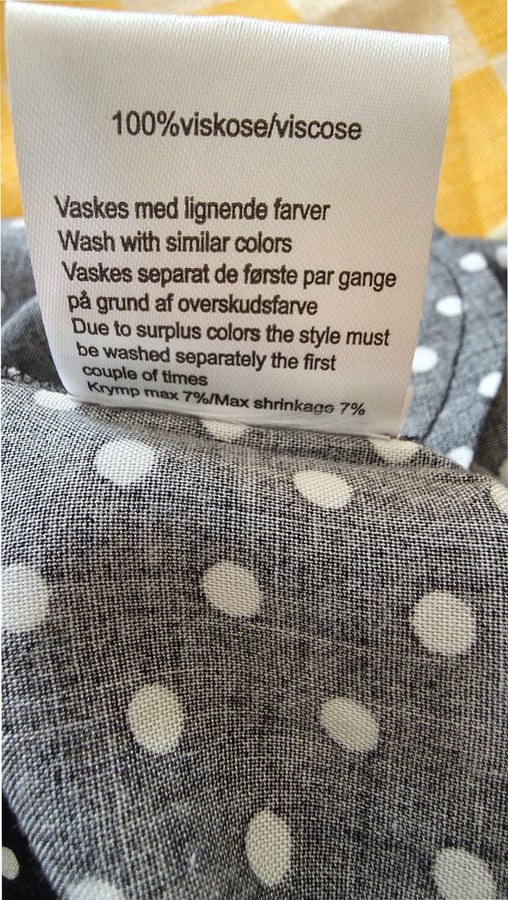 100%viskose/viscose
Vaskes med lignende farver
Wash with similar colors
Vaskes separat de første par gange
på grund af overskudsfarve
Due to surplus colors the style must
be washed separately the first
couple of times
Krymp max 7%/Max shrinkage 7%